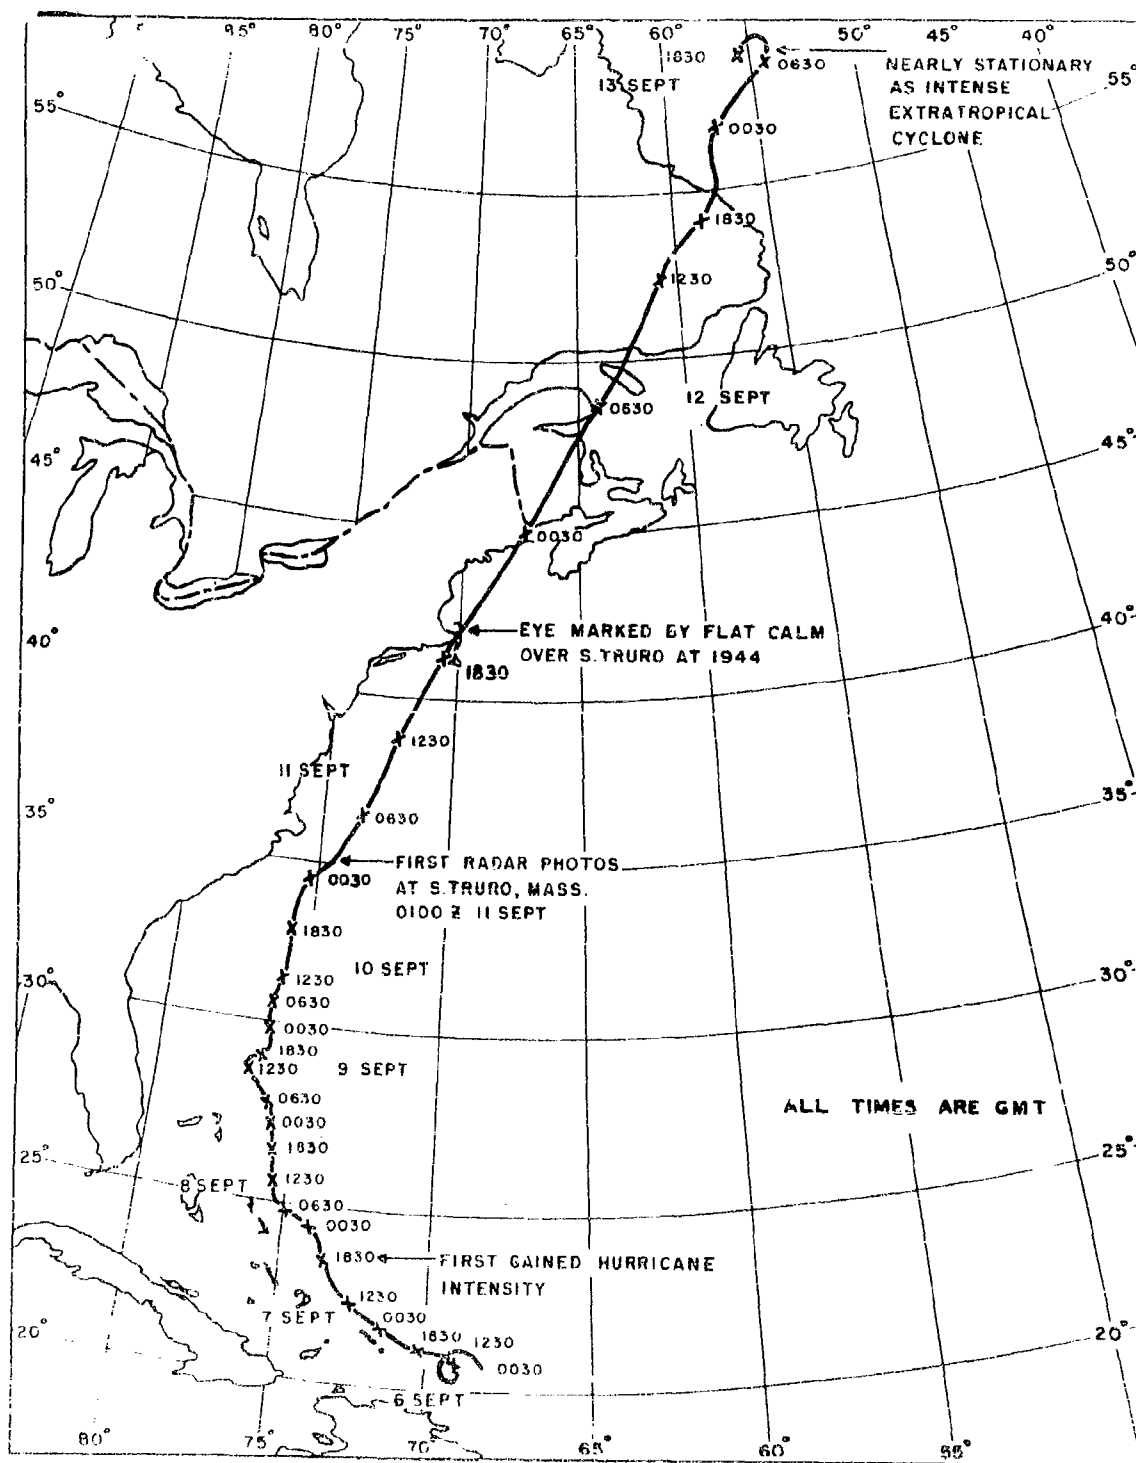 85° 80° 75° 70° 65° 60° 50° 45° 40°
1830
0630
NEARLY STATIONARY
AS INTENSE
EXTRATROPICAL
CYCLONE
55°
13 SEPT
55°
0030
1830
50°
1230
50°
12 SEPT
0630
45°
45°
0030
40°
EYE MARKED BY FLAT CALM
OVER S.TRURO AT 1944
1830
40°
1230
11 SEPT
35°
35°
0630
FIRST RADAR PHOTOS
AT S.TRURO, MASS.
0100 Z 11 SEPT
0030
1830
10 SEPT
30°
1230
30°
0630
0030
1830
1230
9 SEPT
0630
ALL TIMES ARE GMT
0030
25°
1830
25°
1230
8 SEPT
0630
0030
1830
FIRST GAINED HURRICANE
INTENSITY
1230
7 SEPT
0030
20°
1830
1230
20°
0030
6 SEPT
80° 75° 70° 65° 60° 55°